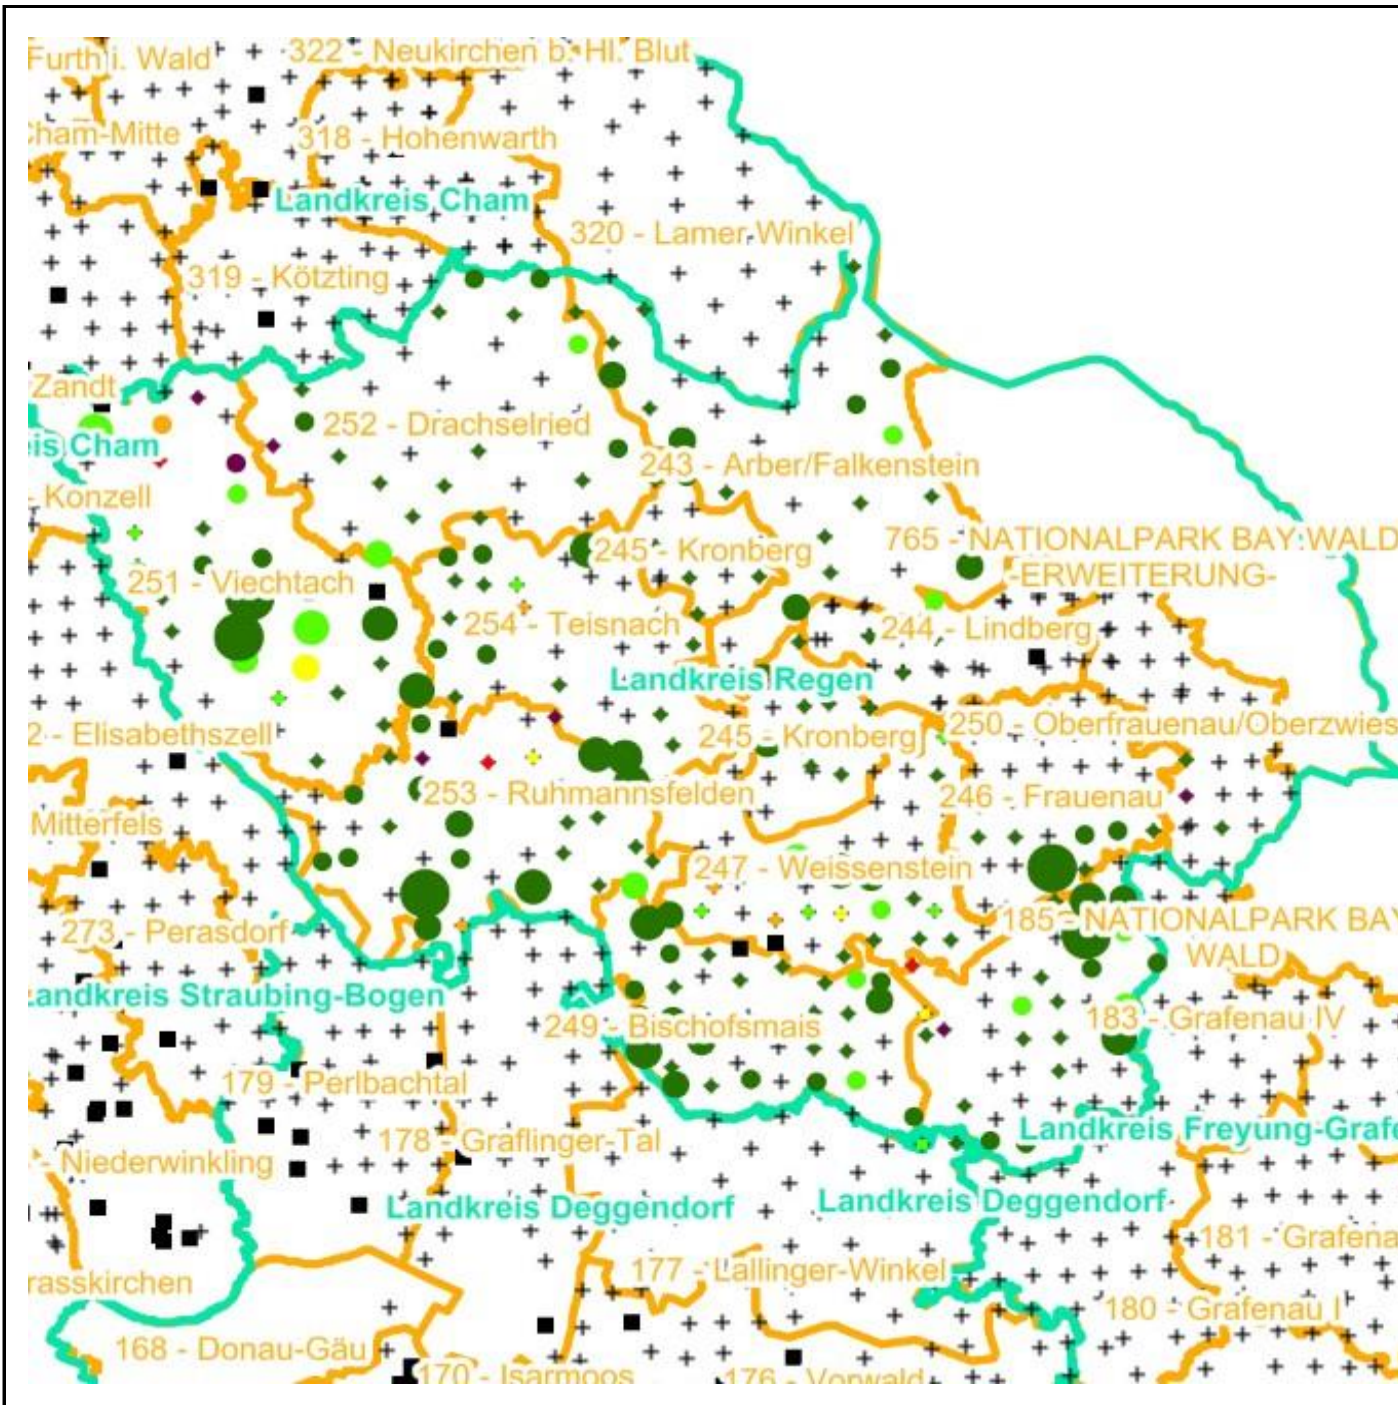 322 - Neukirchen b. Hl. Blut
Furth i. Wald
Cham-Mitte
318 - Hohenwarth
Landkreis Cham
320 - Lamer Winkel
319 - Kötzting
Zandt
252 - Drachselried
eis Cham
243 - Arber/Falkenstein
- Konzell
765 - NATIONALPARK BAY.WALD
-ERWEITERUNG-
245 - Kronberg
251 - Viechtach
254 - Teisnach
244 - Lindberg
Landkreis Regen
2 - Elisabethszell
245 - Kronberg
250 - Oberfrauenau/Oberzwies
253 - Ruhmannsfelden
246 - Frauenau
Mitterfels
247 - Weissenstein
273 - Perasdorf
185 - NATIONALPARK BA
WALD
Landkreis Straubing-Bogen
249 - Bischofsmais
183 - Grafenau IV
179 - Perlbachtal
178 - Graflinger-Tal
Landkreis Freyung-Grafe
- Niederwinkling
Landkreis Deggendorf
Landkreis Deggendorf
181 - Grafena
177 - Lallinger-Winkel
rasskirchen
180 - Grafenau I
168 - Donau-Gäu
170 - Isarmoos
176 - Vorwald